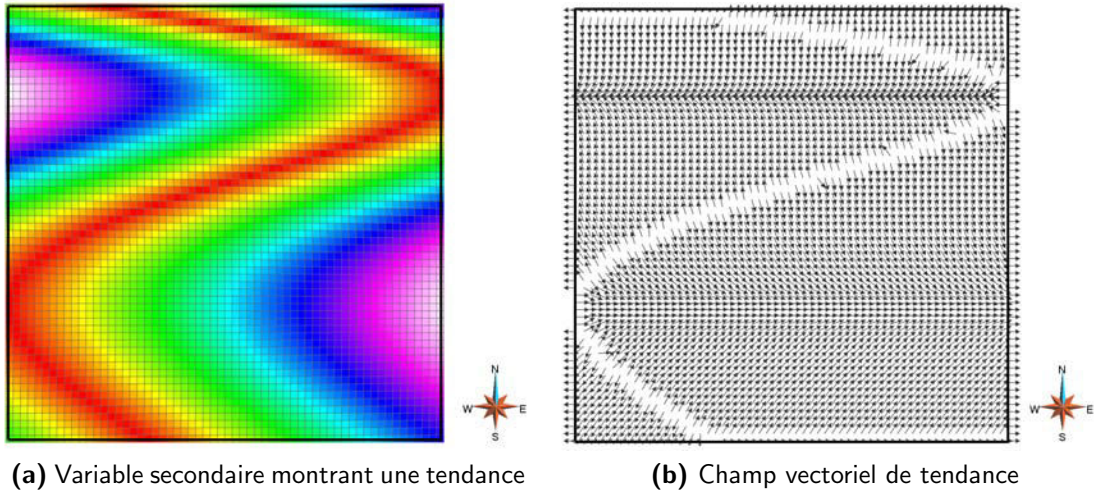 N
W E
S
N
W E
S
(a) Variable secondaire montrant une tendance
(b) Champ vectoriel de tendance